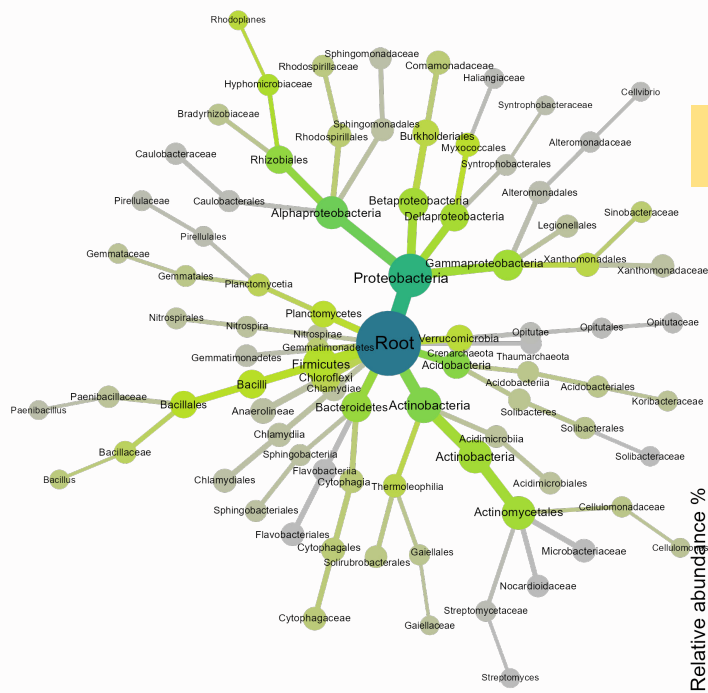 Rhodoplanes
Sphingomonadaceae
Rhodospirillaceae
Comamonadaceae
Haliangiaceae
Hyphomicrobiaceae
Cellvibrio
Syntrophobacteraceae
Bradyrhizobiaceae
Sphingomonadales
Rhodospirillales
Burkholderiales
Myxococcales
Alteromonadaceae
Caulobacteraceae
Rhizobiales
Syntrophobacterales
Pirellulaceae
Caulobacterales
Betaproteobacteria
Alteromonadales
Alphaproteobacteria
Deltaproteobacteria
Sinobacteraceae
Legionellales
Pirellulales
Gemmataceae
Gammaproteobacteria
Xanthomonadales
Xanthomonadaceae
Gemmatales
Proteobacteria
Planctomycetia
Planctomycetes
Nitrospirales
Nitrospira
Nitrospirae
Root
Verrucomicrobia
Opitutae
Opitutales
Opitutaceae
Gemmatimonadetes
Gemmatimonadetes
Crenarchaeota
Thaumarchaeota
Firmicutes
Acidobacteria
Chloroflexi
Bacilli
Chlamydiae
Acidobacteriia
Acidobacteriales
Koribacteraceae
Paenibacillaceae
Paenibacillus
Bacillales
Anaerolineae
Bacteroidetes
Actinobacteria
Solibacteres
Solibacterales
Chlamydiia
Acidimicrobiia
Solibacteraceae
Bacillaceae
Sphingobacteriia
Actinobacteria
Flavobacteriia
Bacillus
Chlamydiales
Cytophagia
Thermoleophilia
Acidimicrobiales
Sphingobacteriales
Actinomycetales
Cellulomonadaceae
Flavobacteriales
Cytophagales
Solirubrobacterales
Gaiellales
Microbacteriaceae
Nocardioidaceae
Streptomycetaceae
Cytophagaceae
Gaiellaceae
Streptomyces
Relative abundance %